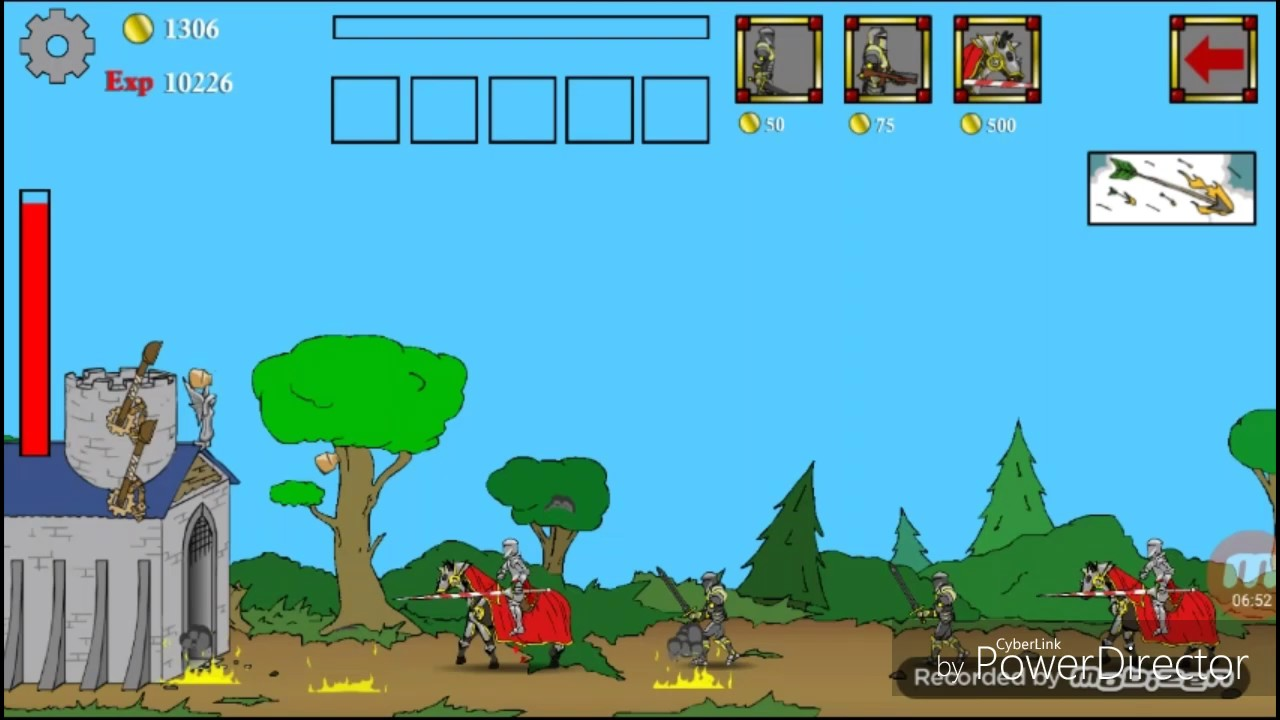 1306
Exp 10226
50
75
500
06:52
CyberLink
by PowerDirector
Recorded by